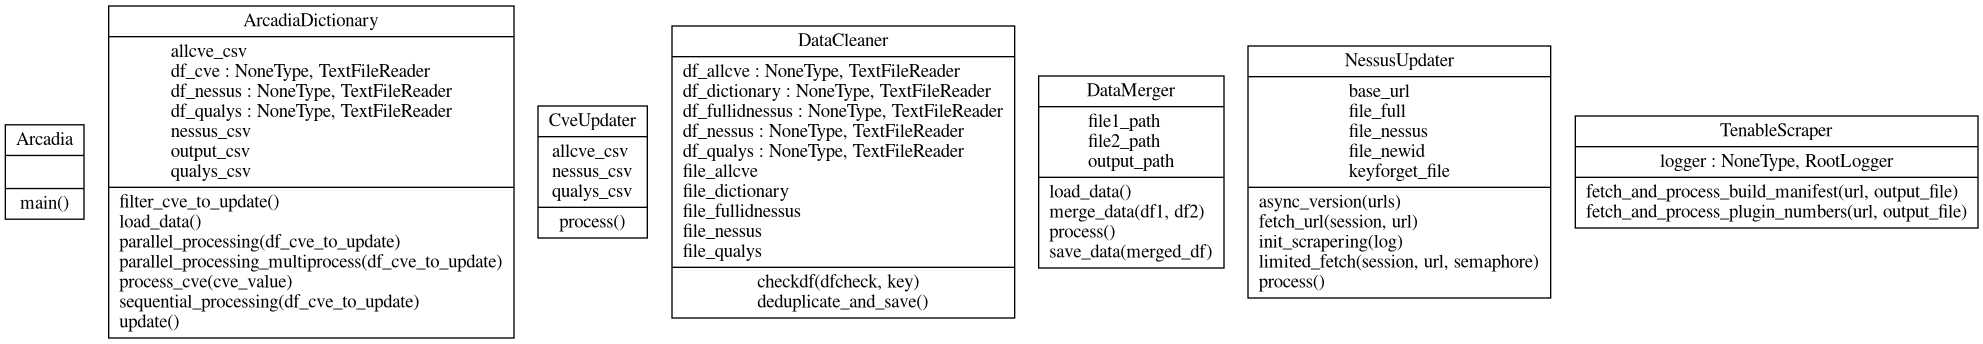 Arcadia
main()
ArcadiaDictionary
allcve_csv
df_cve : NoneType, TextFileReader
df_nessus : NoneType, TextFileReader
df_qualys : NoneType, TextFileReader
nessus_csv
output_csv
qualys_csv
filter_cve_to_update()
load_data()
parallel_processing(df_cve_to_update)
parallel_processing_multiprocess(df_cve_to_update)
process_cve(cve_value)
sequential_processing(df_cve_to_update)
update()
CveUpdater
allcve_csv
nessus_csv
qualys_csv
process()
DataCleaner
df_allcve : NoneType, TextFileReader
df_dictionary : NoneType, TextFileReader
df_fullidnessus : NoneType, TextFileReader
df_nessus : NoneType, TextFileReader
df_qualys : NoneType, TextFileReader
file_allcve
file_dictionary
file_fullidnessus
file_nessus
file_qualys
checkdf(dfcheck, key)
deduplicate_and_save()
DataMerger
file1_path
file2_path
output_path
load_data()
merge_data(df1, df2)
process()
save_data(merged_df)
NessusUpdater
base_url
file_full
file_nessus
file_newid
keyforget_file
async_version(urls)
fetch_url(session, url)
init_scrapering(log)
limited_fetch(session, url, semaphore)
process()
TenableScraper
logger : NoneType, RootLogger
fetch_and_process_build_manifest(url, output_file)
fetch_and_process_plugin_numbers(url, output_file)